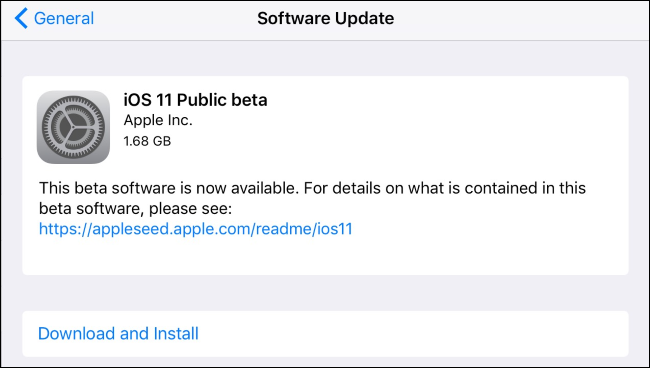 General
Software Update
iOS 11 Public beta
Apple Inc.
1.68 GB
This beta software is now available. For details on what is contained in this
beta software, please see:
https://appleseed.apple.com/readme/ios11
Download and Install